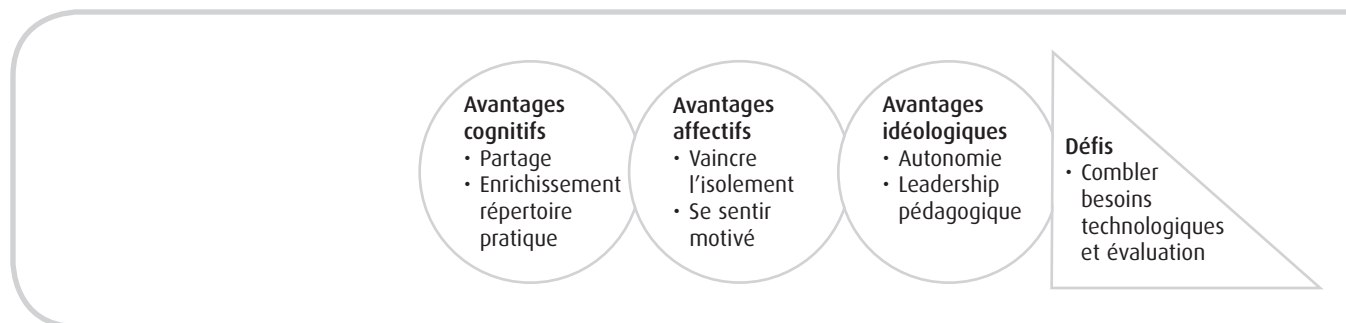 Avantages
cognitifs
• Partage
• Enrichissement
répertoire
pratique
Avantages
affectifs
• Vaincre
l'isolement
• Se sentir
motivé
Avantages
idéologiques
• Autonomie
• Leadership
pédagogique
Défis
• Combler
besoins
technologiques
et évaluation